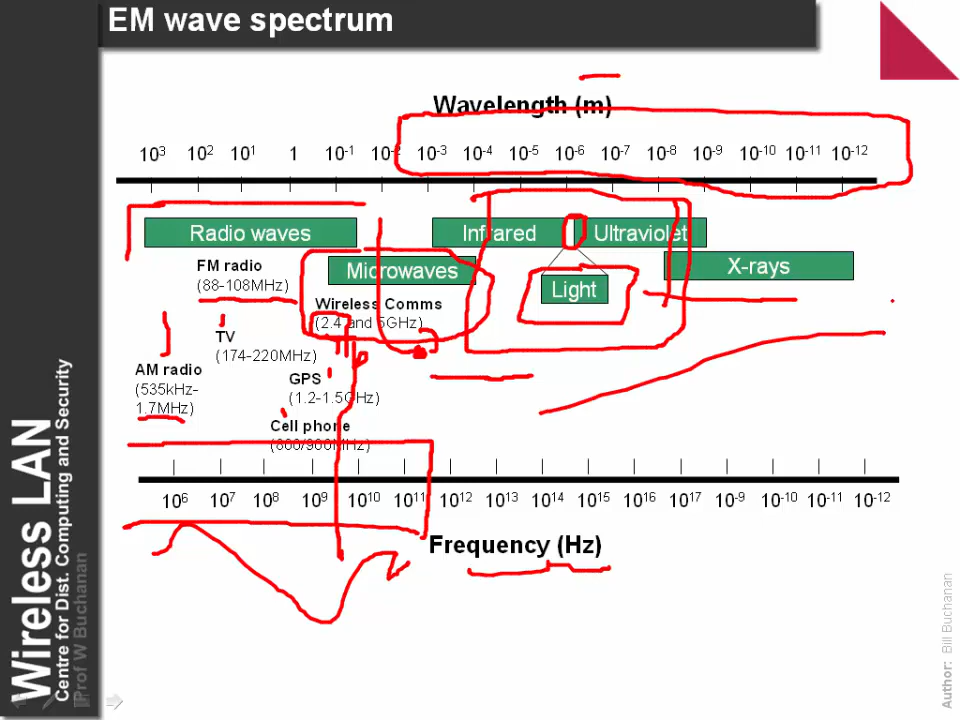 EM wave spectrum
Wavelength (m)
10³ 10² 10¹ 1 10-¹ 10-² 10-³ 10-⁴ 10-⁵ 10-⁶ 10-⁷ 10-⁸ 10-⁹ 10-¹⁰ 10-¹¹ 10-¹²
Radio waves
Infrared
Ultraviolet
Microwaves
X-rays
Light
FM radio
(88-108MHz)
Wireless Comms
(2.4 and 5GHz)
TV
(174-220MHz)
AM radio
(535kHz-
1.7MHz)
GPS
(1.2-1.5GHz)
Cell phone
(800/900MHz)
10⁶ 10⁷ 10⁸ 10⁹ 10¹⁰ 10¹¹ 10¹² 10¹³ 10¹⁴ 10¹⁵ 10¹⁶ 10¹⁷ 10-⁹ 10-¹⁰ 10-¹¹ 10-¹²
Frequency (Hz)
Wireless LAN
Centre for Dist. Computing and Security
Prof W Buchanan
Author: Bill Buchanan